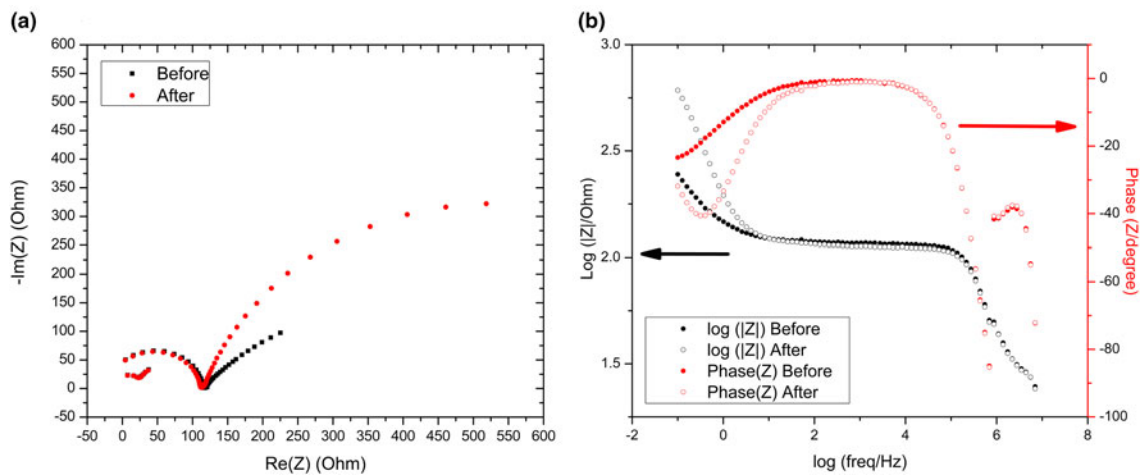 (a)
600
550
500
450
400
350
300
250
200
150
100
50
0
-50
-Im(Z) (Ohm)
Before
After
-50 0 50 100 150 200 250 300 350 400 450 500 550 600
Re(Z) (Ohm)
(b)
3.0
2.5
2.0
1.5
Log (|Z|/Ohm)
log (|Z|) Before
log (|Z|) After
Phase(Z) Before
Phase(Z) After
-2 0 2 4 6 8
log (freq/Hz)
0
-20
-40
-60
-80
-100
Phase (Z/degree)